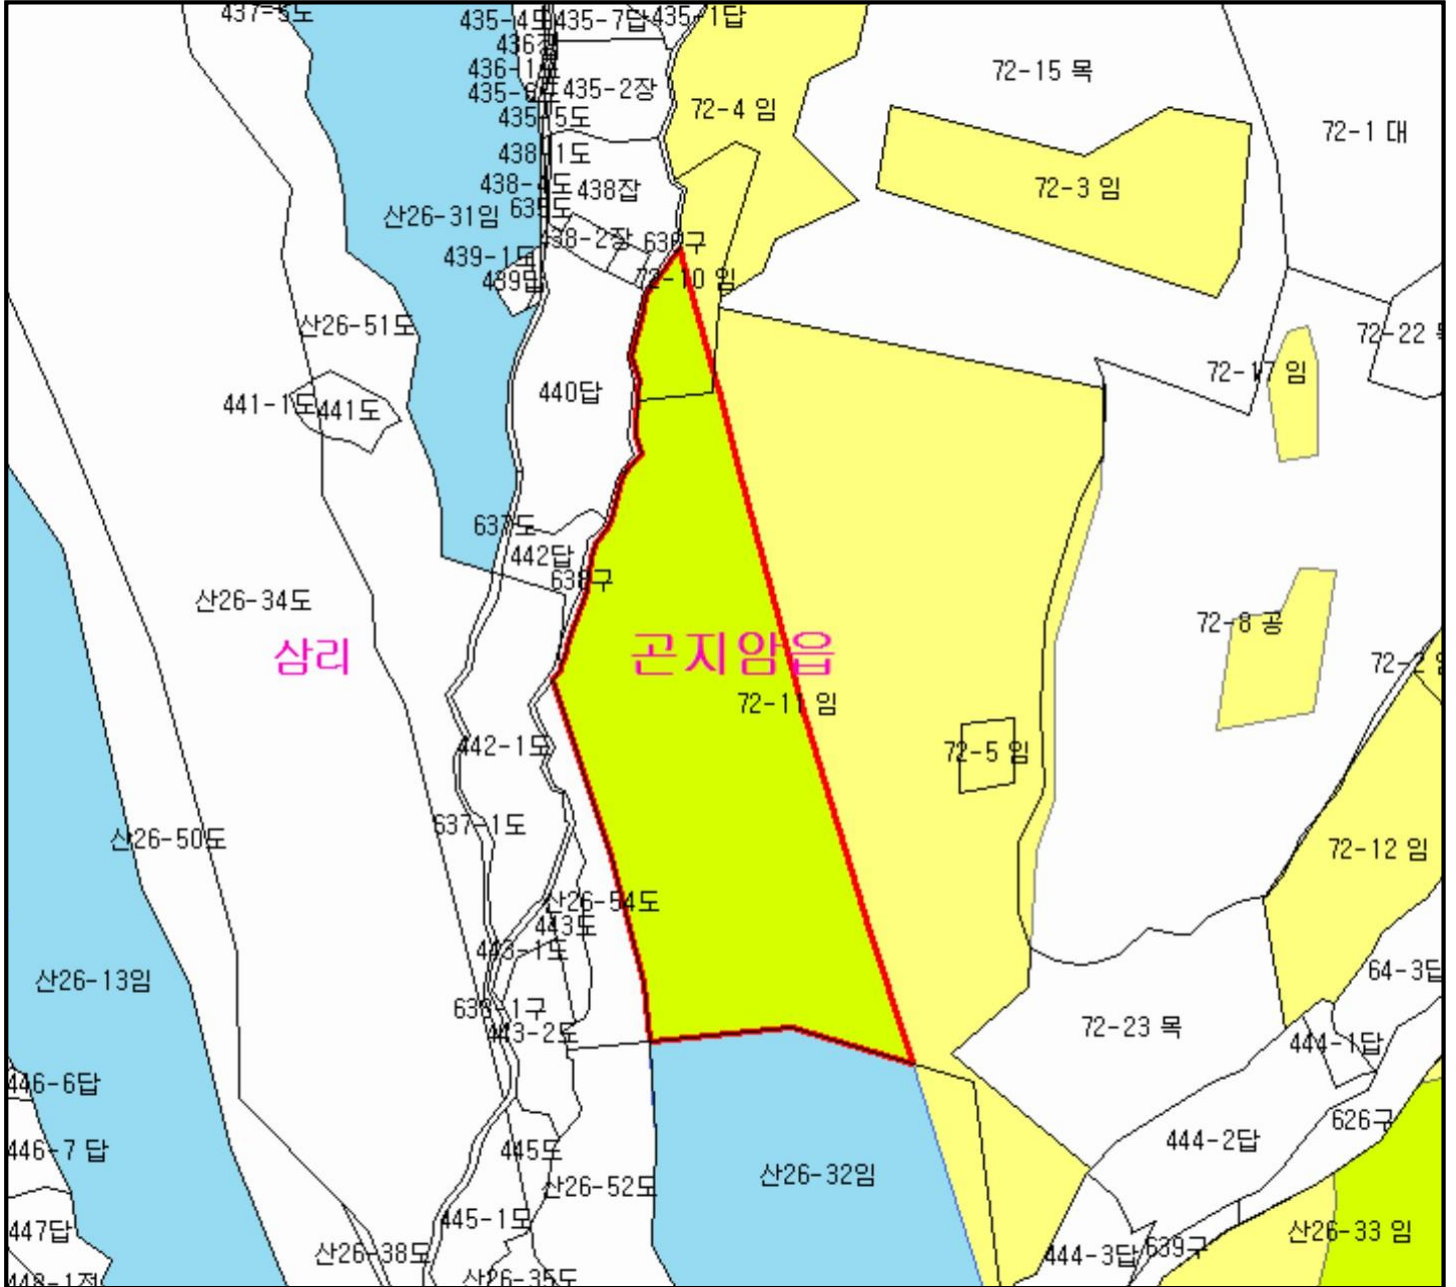 437-5도
435-4도
435-7답
435-1답
436잡
436-1도
435-6도
435-2장
435-5도
438-1도
438-4도
438잡
635도
산26-31임
438-2장
636구
439-1도
439답
72-10 임
72-4 임
72-15 목
72-3 임
72-1 대
72-22
72-17 임
산26-51도
441-1도
441도
440답
637도
442답
638구
산26-34도
삼리
곤지암읍
72-11 임
72-8 공
72-2
72-5 임
442-1도
637-1도
산26-50도
72-12 임
산26-54도
443도
443-1도
산26-13임
638-1구
443-2도
64-3답
72-23 목
444-1답
446-6답
446-7 답
445도
626구
444-2답
산26-52도
산26-32임
447답
445-1도
산26-33 임
산26-38도
444-3답
639구
산26-35도
448-1전